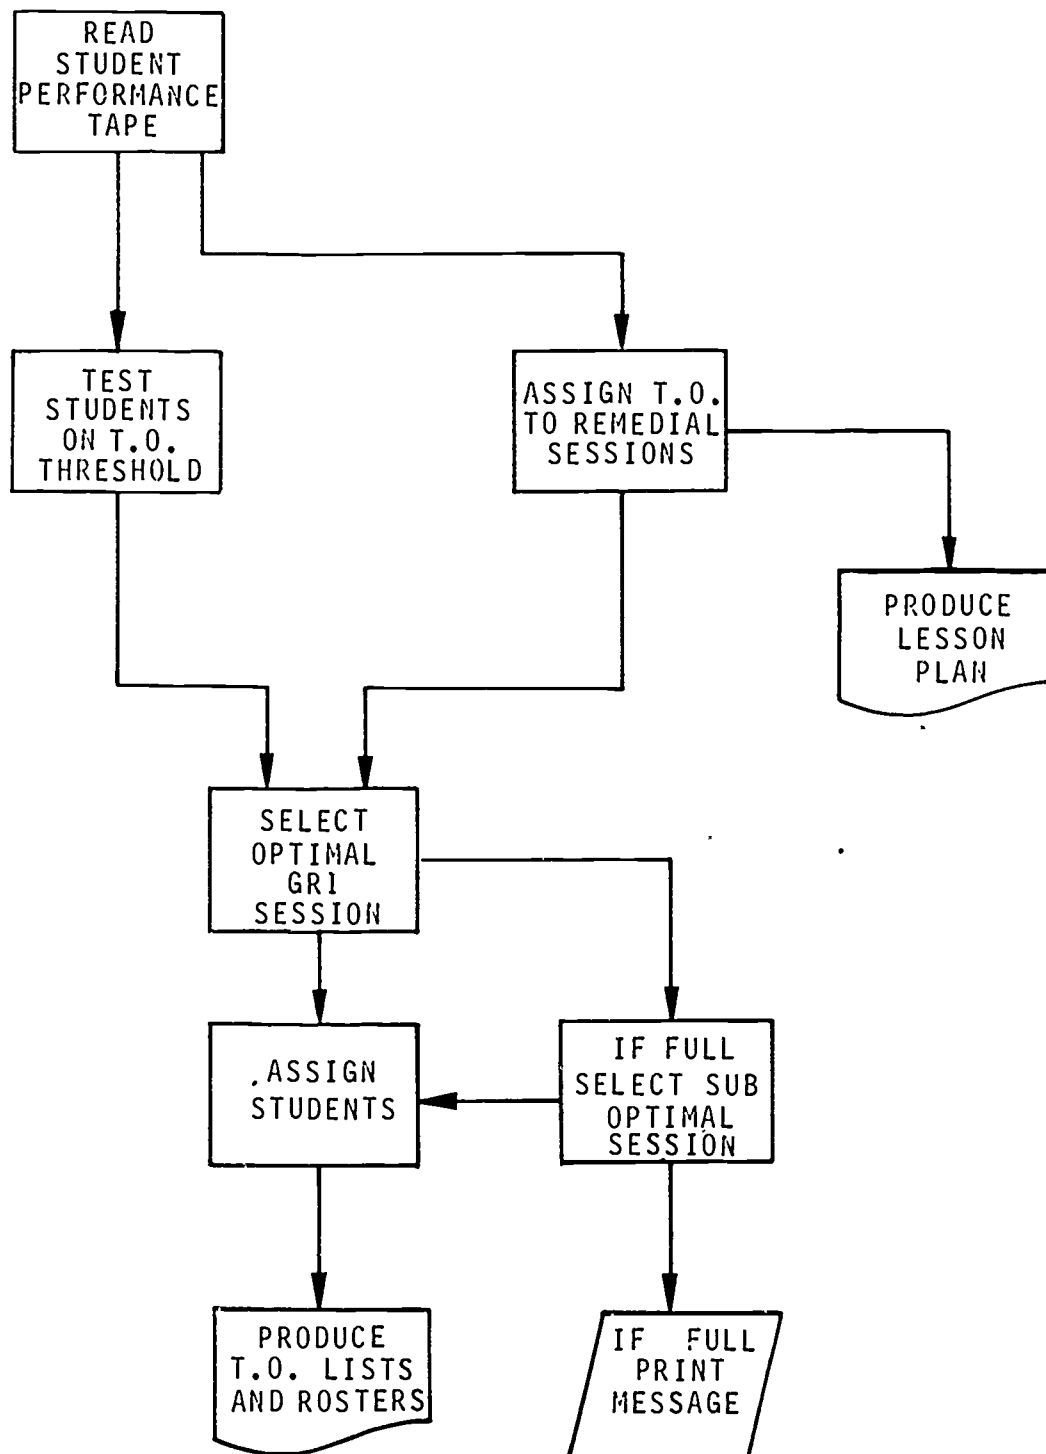 READ
STUDENT
PERFORMANCE
TAPE
TEST
STUDENTS
ON T.O.
THRESHOLD
ASSIGN T.O.
TO REMEDIAL
SESSIONS
PRODUCE
LESSON
PLAN
SELECT
OPTIMAL
GRI
SESSION
ASSIGN
STUDENTS
IF FULL
SELECT SUB
OPTIMAL
SESSION
PRODUCE
T.O. LISTS
AND ROSTERS
IF FULL
PRINT
MESSAGE